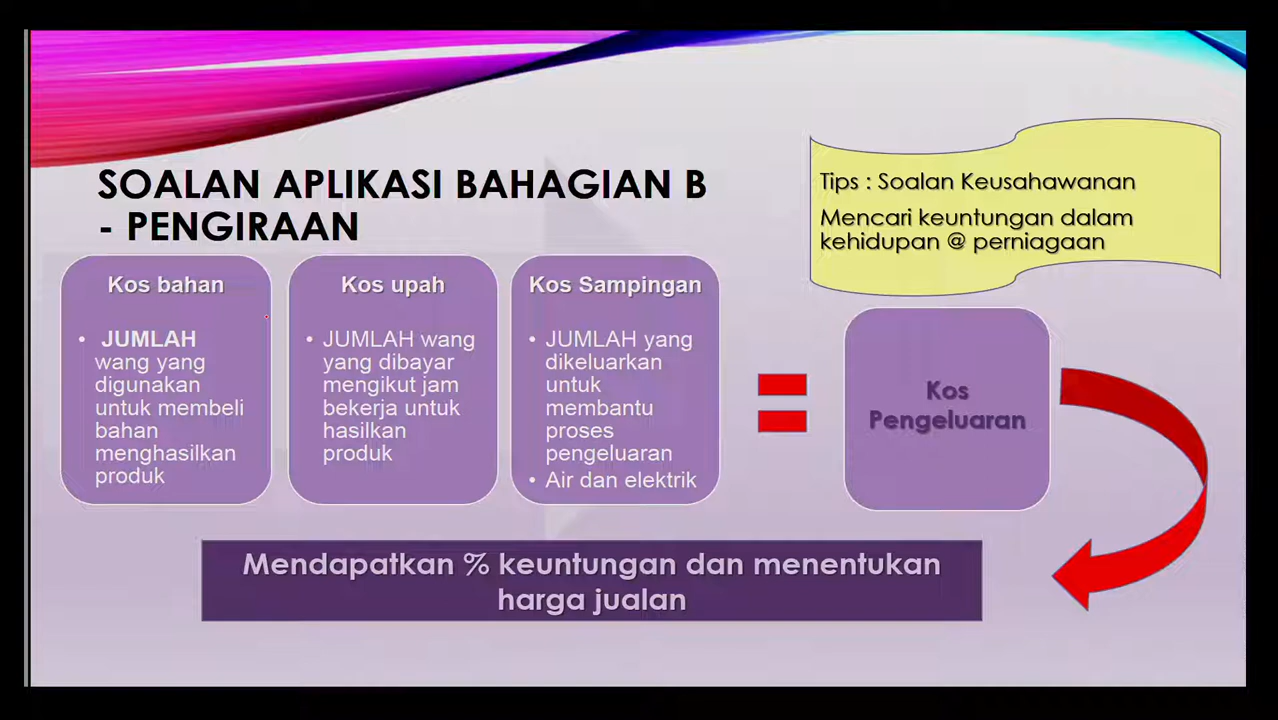 SOALAN APLIKASI BAHAGIAN B
- PENGIRAAN
Tips : Soalan Keusahawanan
Mencari keuntungan dalam
kehidupan @ perniagaan
Kos bahan
• JUMLAH
wang yang
digunakan
untuk membeli
bahan
menghasilkan
produk
Kos upah
• JUMLAH wang
yang dibayar
mengikut jam
bekerja untuk
hasilkan
produk
Kos Sampingan
• JUMLAH yang
dikeluarkan
untuk
membantu
proses
pengeluaran
• Air dan elektrik
Kos
Pengeluaran
Mendapatkan % keuntungan dan menentukan
harga jualan